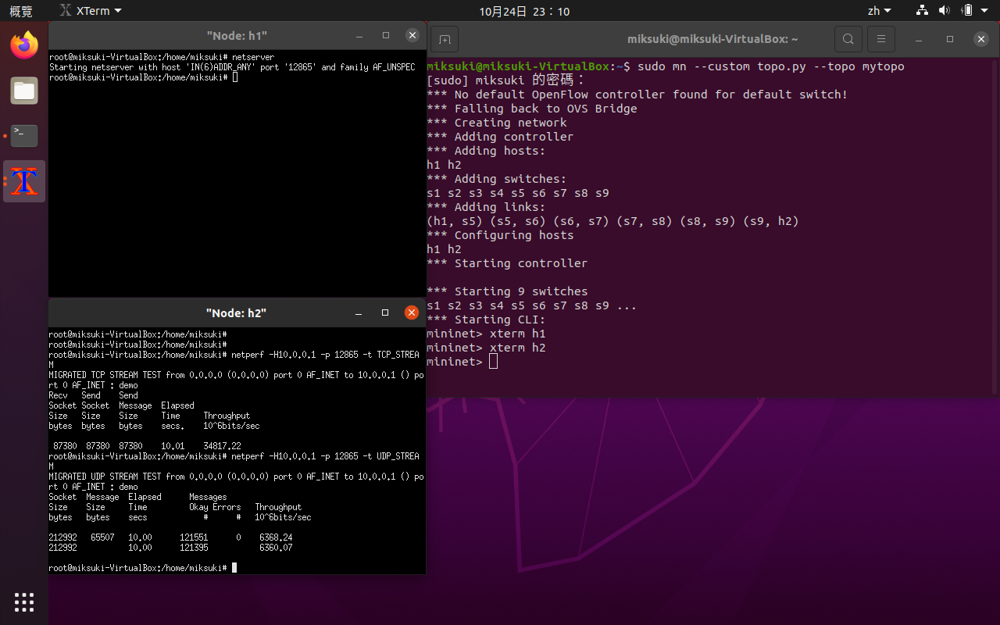 概覽 XTerm 10月24日 23：10 zh
"Node: h1"
root@miksuki-VirtualBox:/home/miksuki# netserver
Starting netserver with host 'IN(6)ADDR_ANY' port '12865' and family AF_UNSPEC
root@miksuki-VirtualBox:/home/miksuki#
miksuki@miksuki-VirtualBox: ~
miksuki@miksuki-VirtualBox:~$ sudo mn --custom topo.py --topo mytopo
[sudo] miksuki 的密碼：
*** No default OpenFlow controller found for default switch!
*** Falling back to OVS Bridge
*** Creating network
*** Adding controller
*** Adding hosts:
h1 h2
*** Adding switches:
s1 s2 s3 s4 s5 s6 s7 s8 s9
*** Adding links:
(h1, s5) (s5, s6) (s6, s7) (s7, s8) (s8, s9) (s9, h2)
*** Configuring hosts
h1 h2
*** Starting controller
*** Starting 9 switches
s1 s2 s3 s4 s5 s6 s7 s8 s9 ...
*** Starting CLI:
mininet> xterm h1
mininet> xterm h2
mininet>
"Node: h2"
root@miksuki-VirtualBox:/home/miksuki#
root@miksuki-VirtualBox:/home/miksuki#
root@miksuki-VirtualBox:/home/miksuki# netperf -H10.0.0.1 -p 12865 -t TCP_STREA
M
MIGRATED TCP STREAM TEST from 0.0.0.0 (0.0.0.0) port 0 AF_INET to 10.0.0.1 () po
rt 0 AF_INET : demo
Recv Send Send
Socket Socket Message Elapsed
Size Size Size Time Throughput
bytes bytes bytes secs. 10^6bits/sec
87380 87380 87380 10.01 34817.22
root@miksuki-VirtualBox:/home/miksuki# netperf -H10.0.0.1 -p 12865 -t UDP_STREA
M
MIGRATED UDP STREAM TEST from 0.0.0.0 (0.0.0.0) port 0 AF_INET to 10.0.0.1 () po
rt 0 AF_INET : demo
Socket Message Elapsed Messages
Size Size Time Okay Errors Throughput
bytes bytes secs # # 10^6bits/sec
212992 65507 10.00 121551 0 6368.24
212992 10.00 121395 6360.07
root@miksuki-VirtualBox:/home/miksuki#